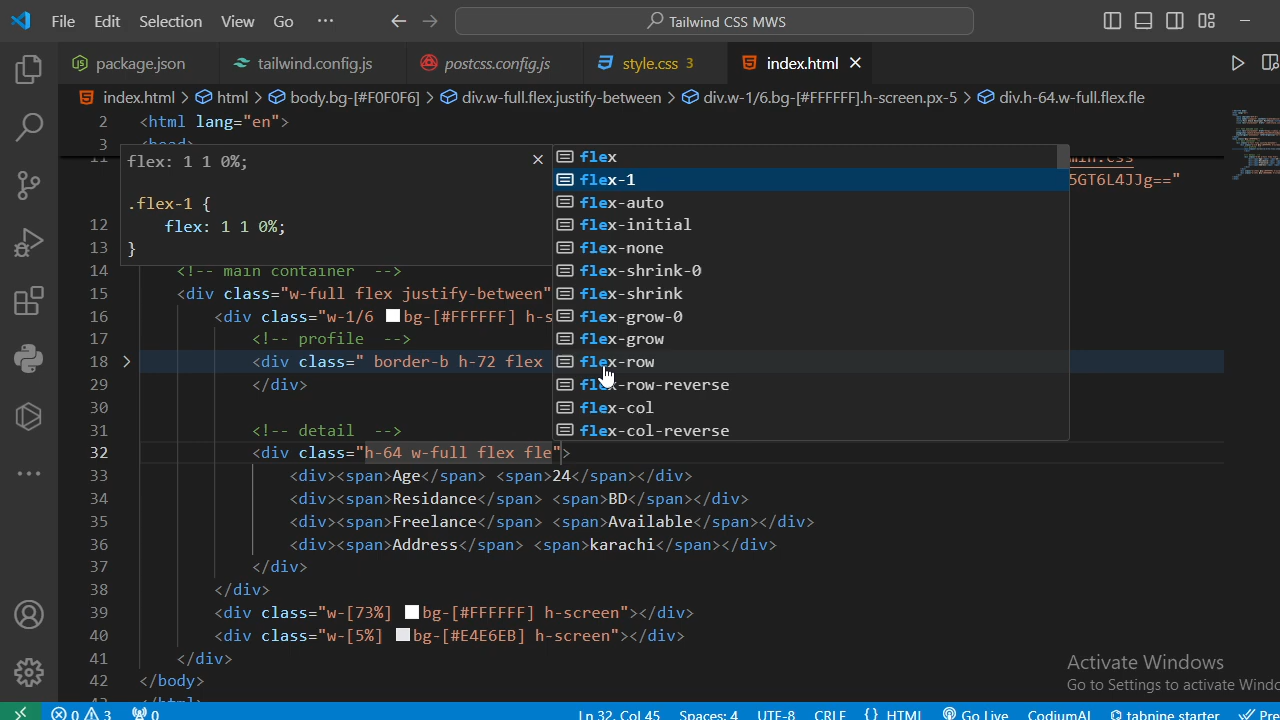 File Edit Selection View Go ···
Tailwind CSS MWS
package.json
tailwind.config.js
postcss.config.js
style.css 3
index.html
index.html > html > body.bg-[#F0F0F6] > div.w-full.flex.justify-between > div.w-1/6.bg-[#FFFFFF].h-screen.px-5 > div.h-64.w-full.flex.fle
2 <html lang="en">
3
flex: 1 1 0%;
.flex-1 {
flex: 1 1 0%;
}
flex
flex-1
flex-auto
flex-initial
flex-none
flex-shrink-0
flex-shrink
flex-grow-0
flex-grow
flex-row
flex-row-reverse
flex-col
flex-col-reverse
5GT6L4JJg=="
12
13
14 <!-- main container -->
15 <div class="w-full flex justify-between"
16 <div class="w-1/6 bg-[#FFFFFF] h-s
17 <!-- profile -->
18 <div class=" border-b h-72 flex
29 </div>
30
31 <!-- detail -->
32 <div class="h-64 w-full flex fle">
33 <div><span>Age</span> <span>24</span></div>
34 <div><span>Residance</span> <span>BD</span></div>
35 <div><span>Freelance</span> <span>Available</span></div>
36 <div><span>Address</span> <span>karachi</span></div>
37 </div>
38 </div>
39 <div class="w-[73%] bg-[#FFFFFF] h-screen"></div>
40 <div class="w-[5%] bg-[#E4E6EB] h-screen"></div>
41 </div>
42 </body>
Activate Windows
Go to Settings to activate Wind
0 3 0 Ln 32, Col 45 Spaces: 4 UTF-8 CRLF {} HTML Go Live CodiumAI tabnine starter Pre